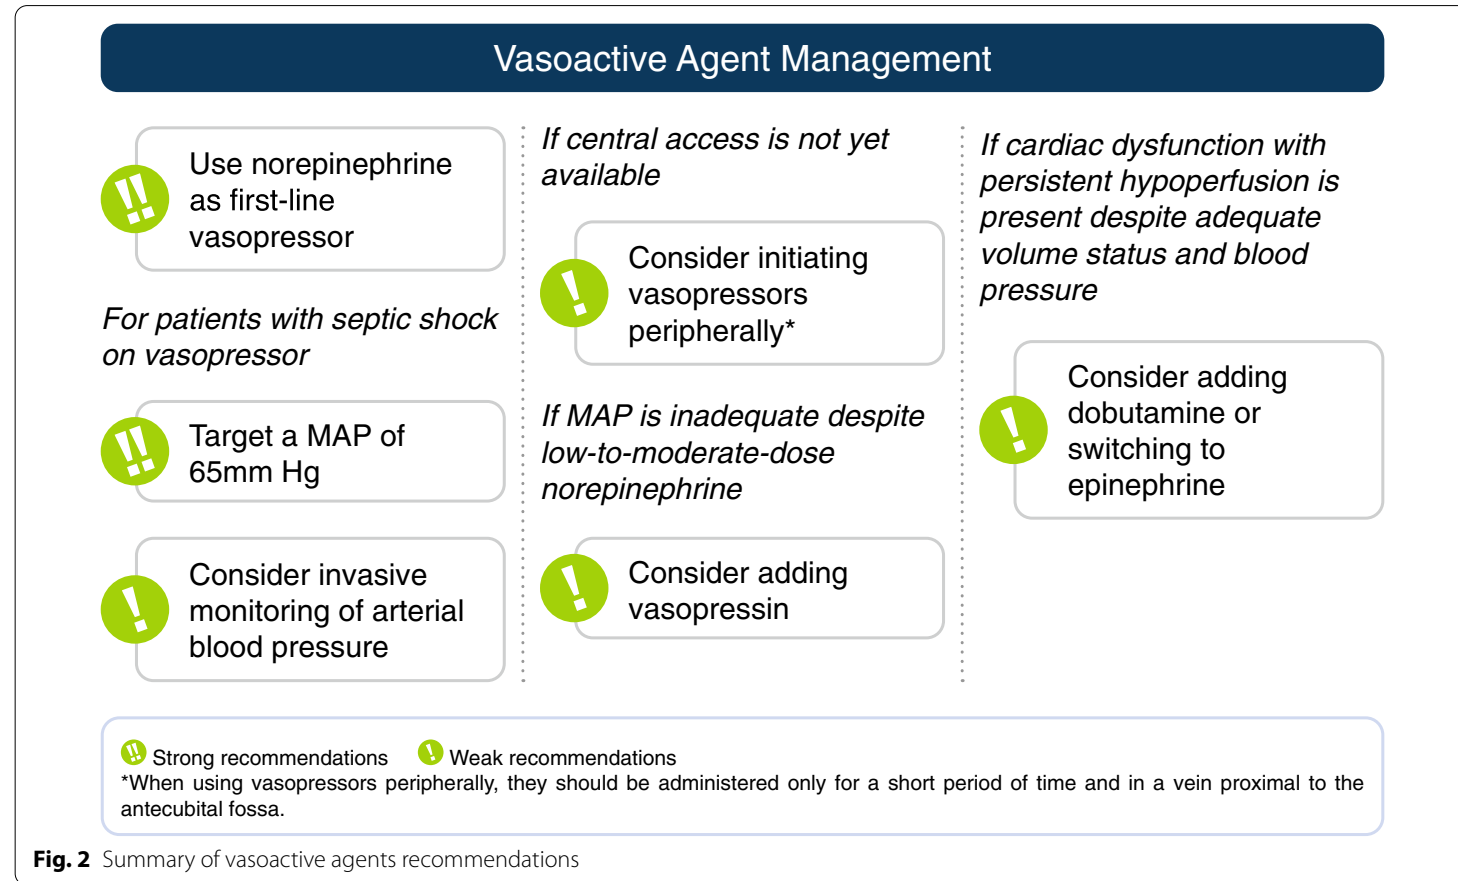 Vasoactive Agent Management
Use norepinephrine
as first-line
vasopressor
For patients with septic shock
on vasopressor
Target a MAP of
65mm Hg
Consider invasive
monitoring of arterial
blood pressure
If central access is not yet
available
Consider initiating
vasopressors
peripherally*
If MAP is inadequate despite
low-to-moderate-dose
norepinephrine
Consider adding
vasopressin
If cardiac dysfunction with
persistent hypoperfusion is
present despite adequate
volume status and blood
pressure
Consider adding
dobutamine or
switching to
epinephrine
Strong recommendations Weak recommendations
*When using vasopressors peripherally, they should be administered only for a short period of time and in a vein proximal to the
antecubital fossa.
Fig. 2 Summary of vasoactive agents recommendations